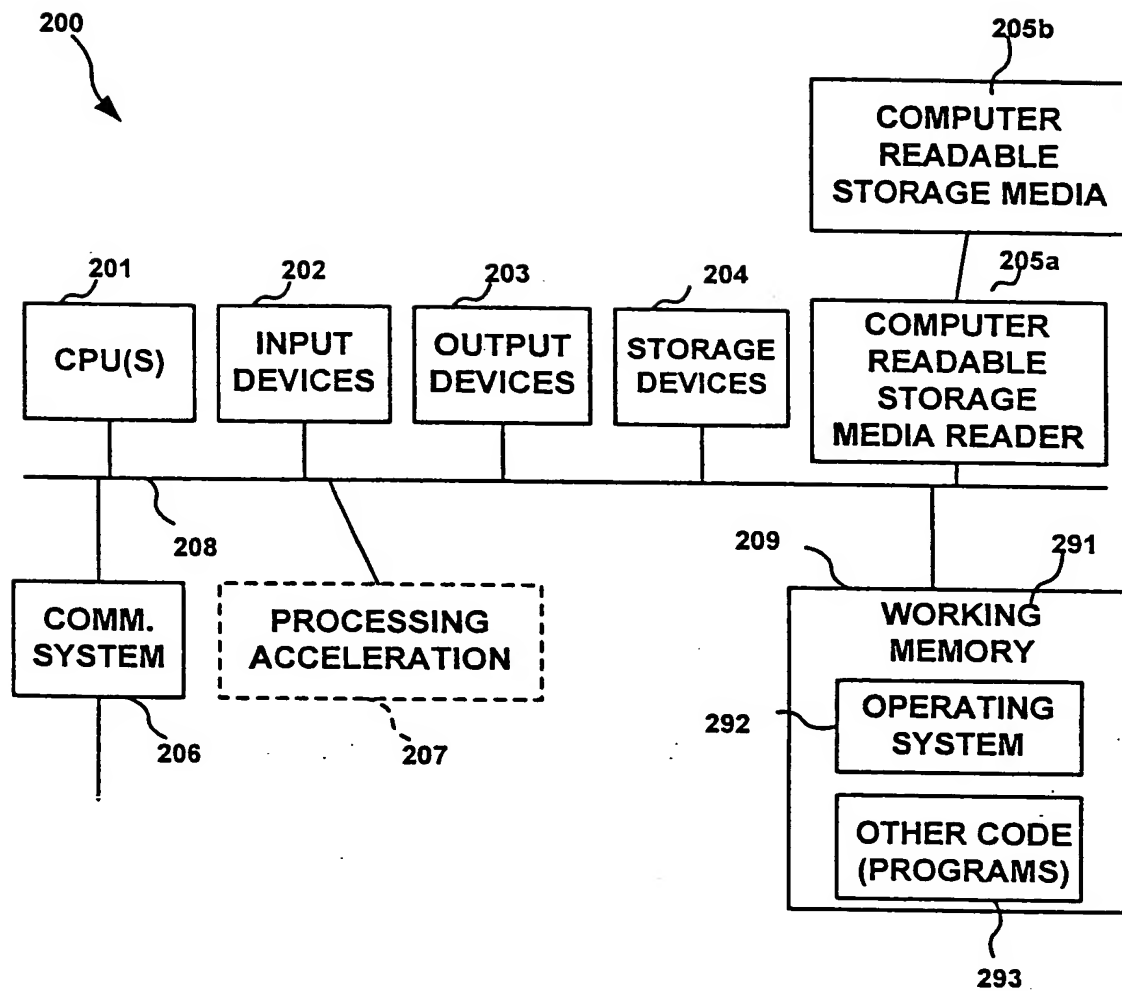 200
205b
COMPUTER
READABLE
STORAGE MEDIA
201
202
203
204
205a
CPU(S)
INPUT
DEVICES
OUTPUT
DEVICES
STORAGE
DEVICES
COMPUTER
READABLE
STORAGE
MEDIA READER
208
209
291
COMM.
SYSTEM
PROCESSING
ACCELERATION
WORKING
MEMORY
206
207
292
OPERATING
SYSTEM
OTHER CODE
(PROGRAMS)
293